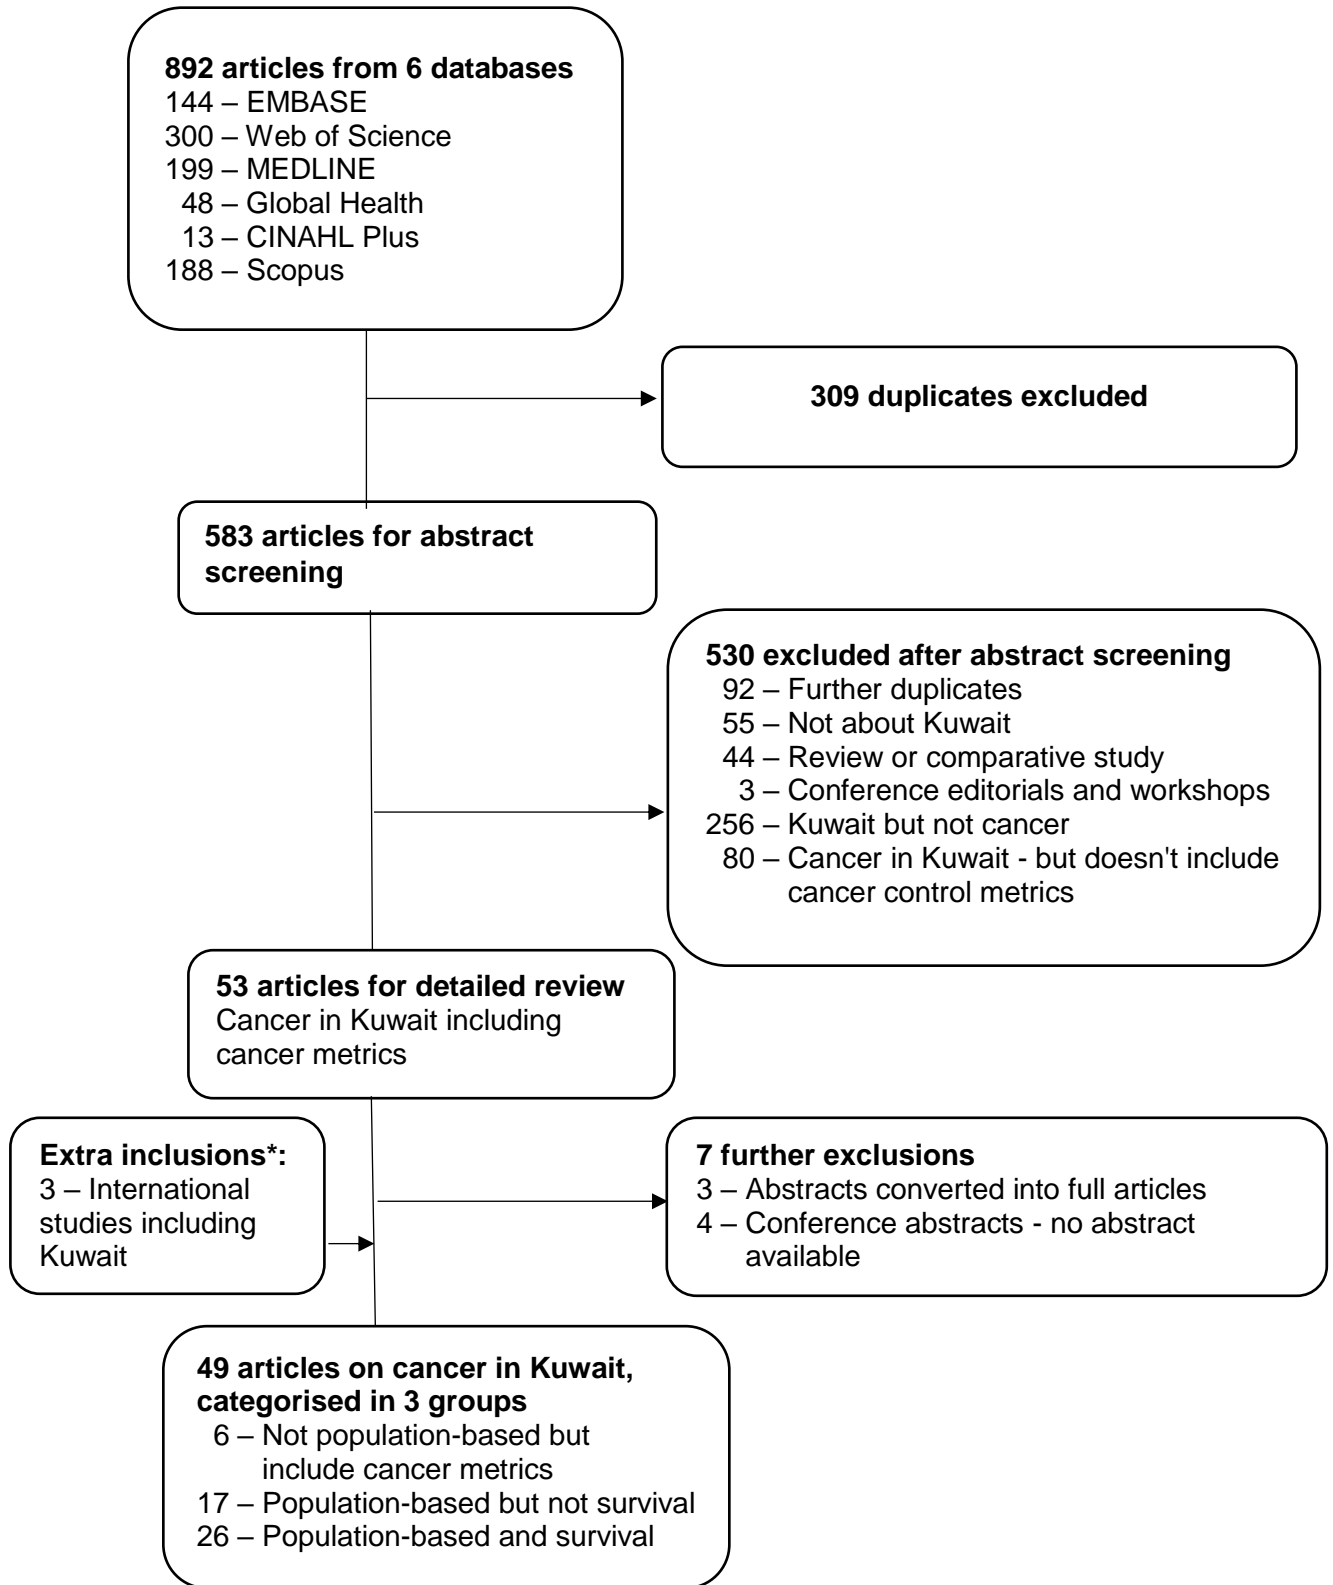 892 articles from 6 databases
144 – EMBASE
300 – Web of Science
199 – MEDLINE
48 – Global Health
13 – CINAHL Plus
188 – Scopus
309 duplicates excluded
583 articles for abstract
screening
530 excluded after abstract screening
92 – Further duplicates
55 – Not about Kuwait
44 – Review or comparative study
3 – Conference editorials and workshops
256 – Kuwait but not cancer
80 – Cancer in Kuwait - but doesn't include
cancer control metrics
53 articles for detailed review
Cancer in Kuwait including
cancer metrics
Extra inclusions*:
3 – International
studies including
Kuwait
7 further exclusions
3 – Abstracts converted into full articles
4 – Conference abstracts - no abstract
available
49 articles on cancer in Kuwait,
categorised in 3 groups
6 – Not population-based but
include cancer metrics
17 – Population-based but not survival
26 – Population-based and survival